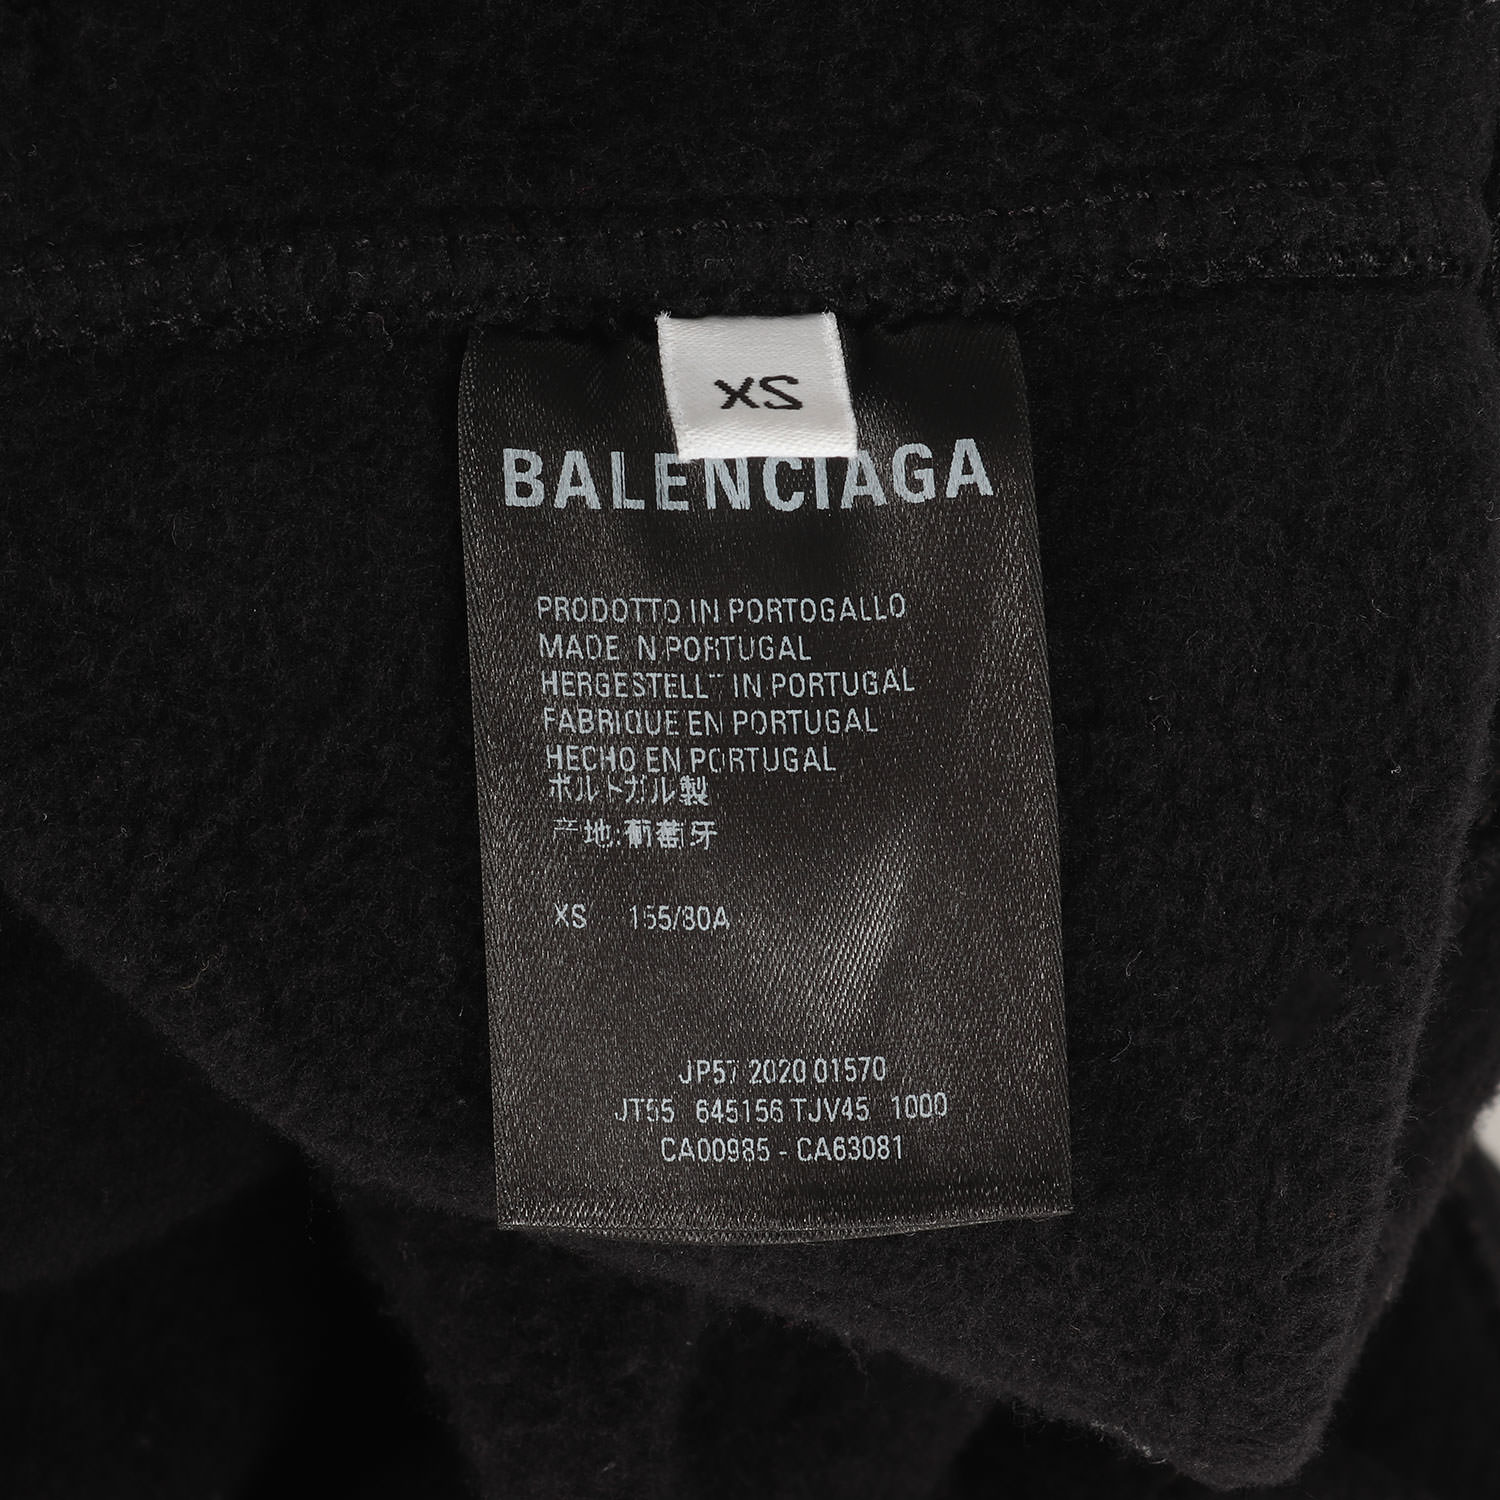 XS
BALENCIAGA
PRODOTTO IN PORTOGALLO
MADE IN PORTUGAL
HERGESTELLT IN PORTUGAL
FABRIQUE EN PORTUGAL
HECHO EN PORTUGAL
ポルトガル製
产地:葡萄牙
XS 155/80A
JP57 2020 01570
JT55 645156 TJV45 1000
CA00985 - CA63081